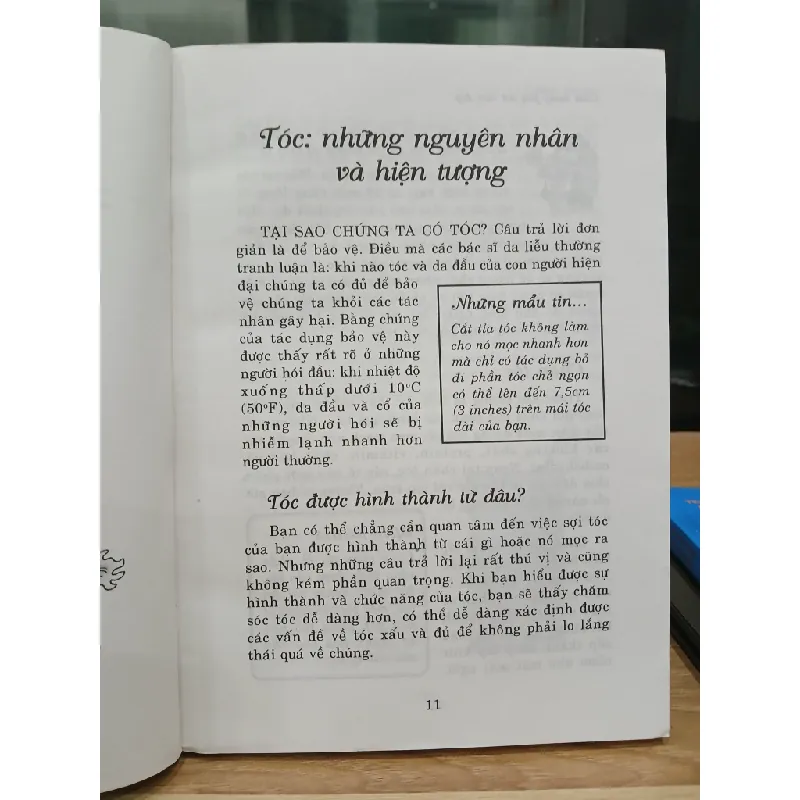 Tóc: những nguyên nhân
và hiện tượng
TẠI SAO CHÚNG TA CÓ TÓC? Câu trả lời đơn
giản là để bảo vệ. Điều mà các bác sĩ da liễu thường
tranh luận là: khi nào tóc và da đầu của con người hiện
đại chúng ta có đủ để bảo
vệ chúng ta khỏi các tác
nhân gây hại. Bằng chứng
của tác dụng bảo vệ này
được thấy rất rõ ở những
người hói đầu: khi nhiệt độ
xuống thấp dưới 10°C
(50°F), da đầu và cổ của
những người hói sẽ bị
nhiễm lạnh nhanh hơn
người thường.
Những mẩu tin...
Cắt tỉa tóc không làm
cho nó mọc nhanh hơn
mà chỉ có tác dụng bỏ
đi phần tóc chẻ ngọn
có thể lên đến 7,5cm
(3 inches) trên mái tóc
dài của bạn.
Tóc được hình thành từ đâu?
Bạn có thể chẳng cần quan tâm đến việc sợi tóc
của bạn được hình thành từ cái gì hoặc nó mọc ra
sao. Nhưng những câu trả lời lại rất thú vị và cũng
không kém phần quan trọng. Khi bạn hiểu được sự
hình thành và chức năng của tóc, bạn sẽ thấy chăm
sóc tóc dễ dàng hơn, có thể dễ dàng xác định được
các vấn đề về tóc xấu và đủ để không phải lo lắng
thái quá về chúng.
11